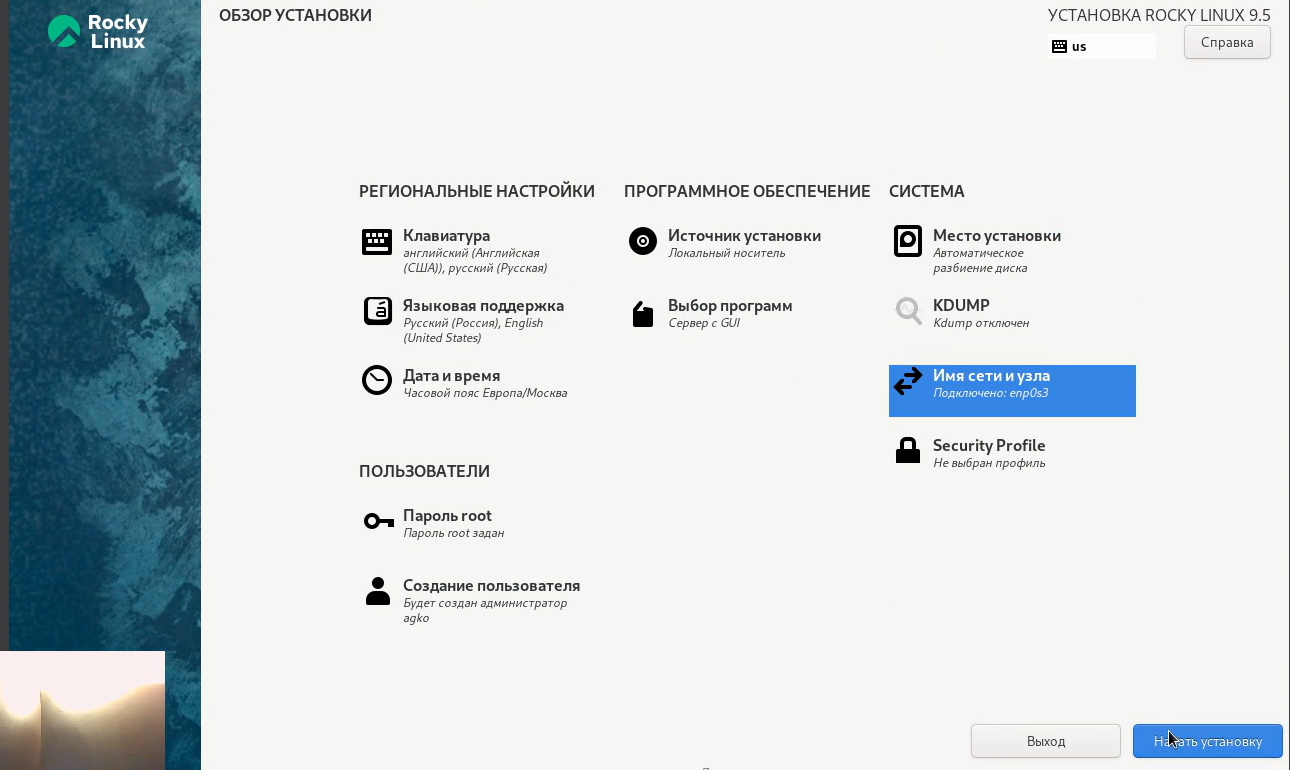 Rocky
Linux
ОБЗОР УСТАНОВКИ
УСТАНОВКА ROCKY LINUX 9.5
us
Справка
РЕГИОНАЛЬНЫЕ НАСТРОЙКИ
Клавиатура
английский (Английская
(США)), русский (Русская)
Языковая поддержка
Русский (Россия), English
(United States)
Дата и время
Часовой пояс Европа/Москва
ПРОГРАММНОЕ ОБЕСПЕЧЕНИЕ
Источник установки
Локальный носитель
Выбор программ
Сервер с GUI
СИСТЕМА
Место установки
Автоматическое
разбиение диска
KDUMP
Kdump отключен
Имя сети и узла
Подключено: enp0s3
Security Profile
Не выбран профиль
ПОЛЬЗОВАТЕЛИ
Пароль root
Пароль root задан
Создание пользователя
Будет создан администратор
agko
Выход
Начать установку